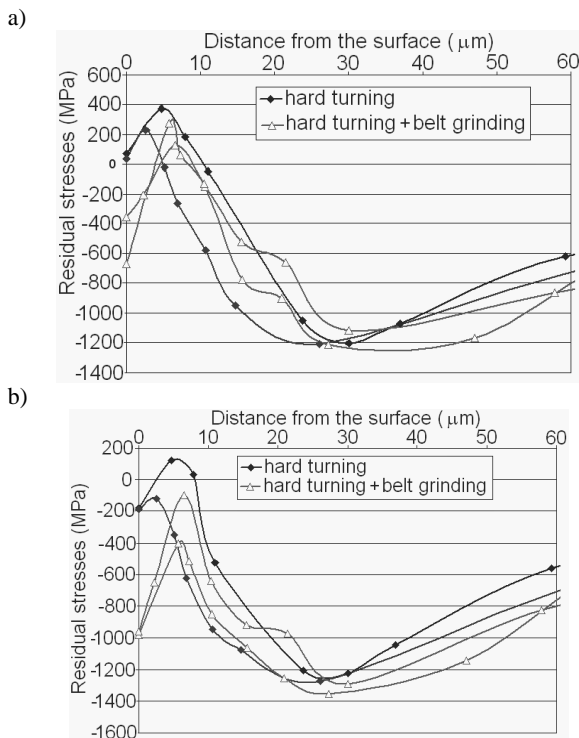 a)
Distance from the surface ( μm)
0 10 20 30 40 50 60
600
400
200
0
-200
-400
-600
-800
-1000
-1200
-1400
Residual stresses (MPa)
hard turning
hard turning + belt grinding
b)
Distance from the surface ( μm)
0 10 20 30 40 50 60
200
0
-200
-400
-600
-800
-1000
-1200
-1400
-1600
Residual stresses (MPa)
hard turning
hard turning + belt grinding